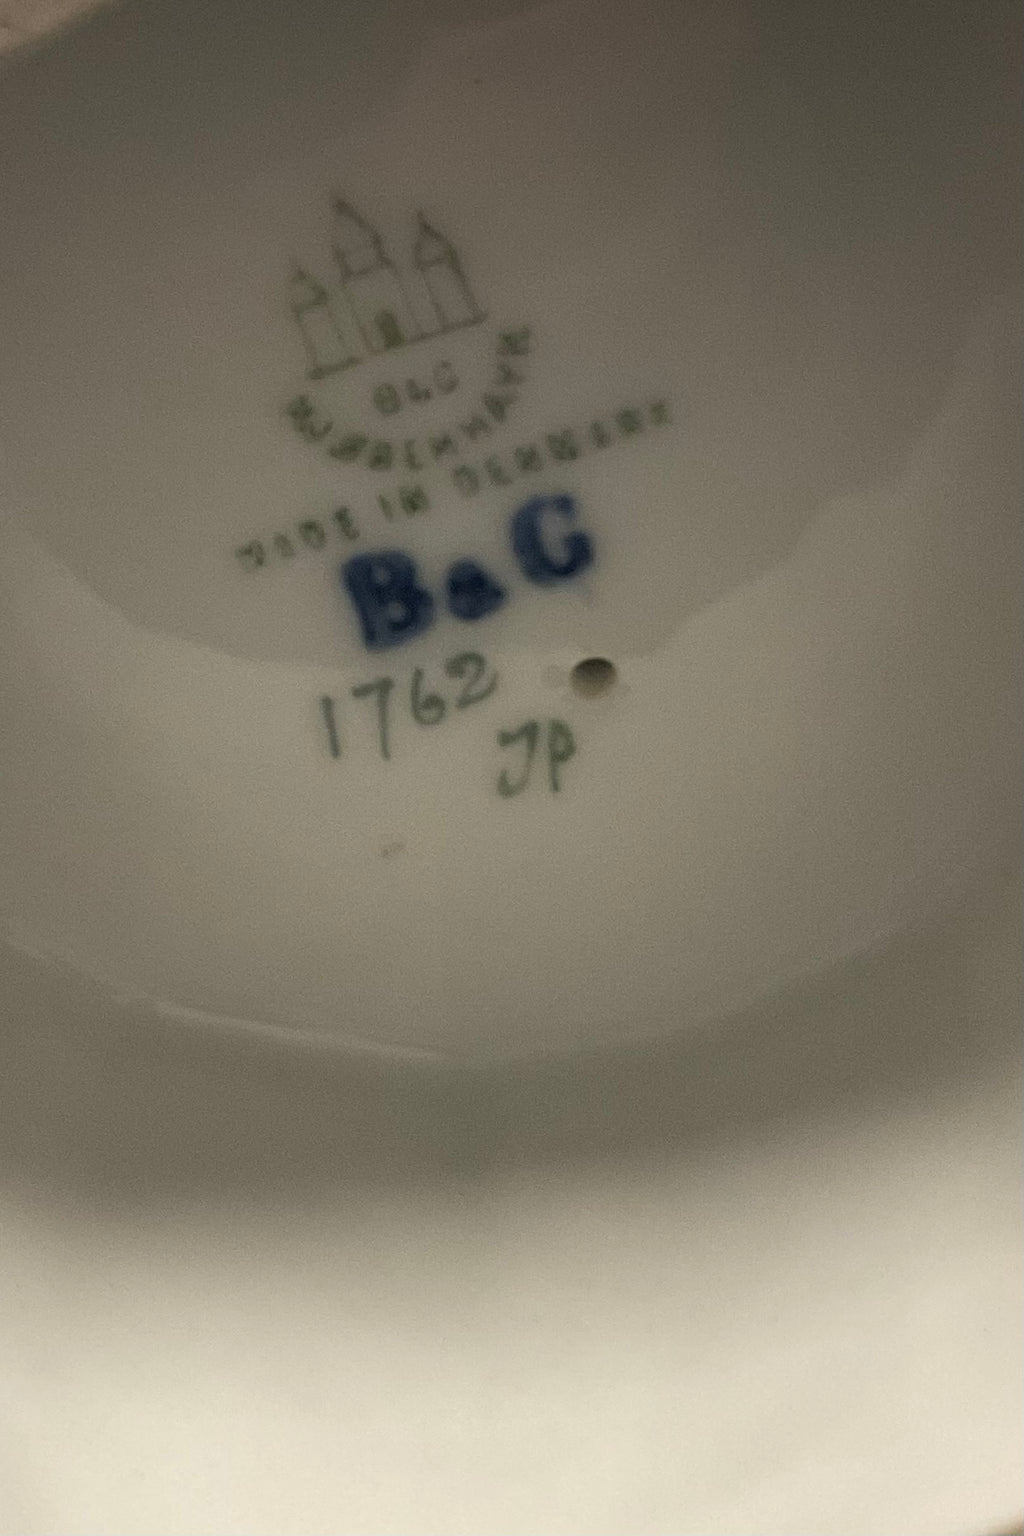 B&G
KJØBENHAVN
MADE IN DENMARK
B&G
1762
JP